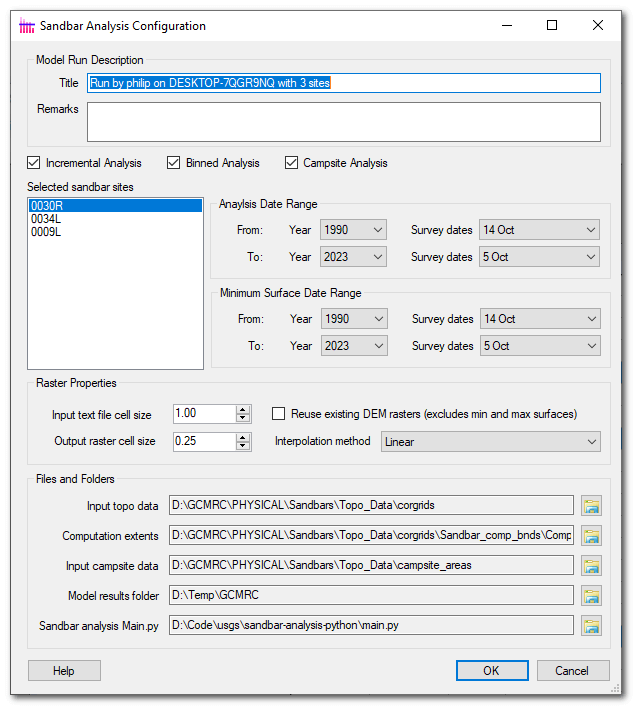 Sandbar Analysis Configuration
Model Run Description
Title Run by philip on DESKTOP-7QGR9NQ with 3 sites
Remarks
Incremental Analysis Binned Analysis Campsite Analysis
Selected sandbar sites
0030R
0034L
0009L
Anaylsis Date Range
From: Year 1990 Survey dates 14 Oct
To: Year 2023 Survey dates 5 Oct
Minimum Surface Date Range
From: Year 1990 Survey dates 14 Oct
To: Year 2023 Survey dates 5 Oct
Raster Properties
Input text file cell size 1.00 Reuse existing DEM rasters (excludes min and max surfaces)
Output raster cell size 0.25 Interpolation method Linear
Files and Folders
Input topo data D:\GCMRC\PHYSICAL\Sandbars\Topo_Data\corgrids
Computation extents D:\GCMRC\PHYSICAL\Sandbars\Topo_Data\corgrids\Sandbar_comp_bnds\Comp
Input campsite data D:\GCMRC\PHYSICAL\Sandbars\Topo_Data\campsite_areas
Model results folder D:\Temp\GCMRC
Sandbar analysis Main.py D:\Code\usgs\sandbar-analysis-python\main.py
Help OK Cancel